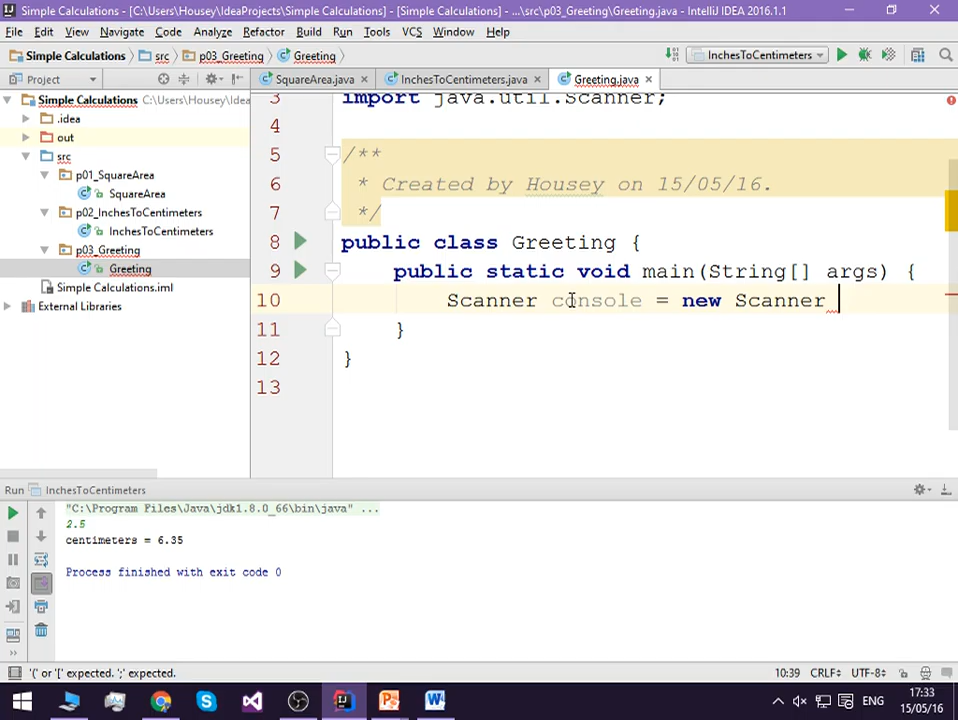 Simple Calculations - [C:\Users\Housey\IdeaProjects\Simple Calculations] - [Simple Calculations] - ...\src\p03_Greeting\Greeting.java - IntelliJ IDEA 2016.1.1
File Edit View Navigate Code Analyze Refactor Build Run Tools VCS Window Help
Simple Calculations src p03_Greeting Greeting InchesToCentimeters
Project SquareArea.java InchesToCentimeters.java Greeting.java
Simple Calculations C:\Users\Housey\Idea
.idea
out
src
p01_SquareArea
SquareArea
p02_InchesToCentimeters
InchesToCentimeters
p03_Greeting
Greeting
Simple Calculations.iml
External Libraries
3 import java.util.Scanner;
4
5 /**
6 * Created by Housey on 15/05/16.
7 */
8 public class Greeting {
9 public static void main(String[] args) {
10 Scanner console = new Scanner
11 }
12 }
13
Run InchesToCentimeters
"C:\Program Files\Java\jdk1.8.0_66\bin\java" ...
2.5
centimeters = 6.35
Process finished with exit code 0
'(' or '[' expected. ';' expected. 10:39 CRLF UTF-8
ENG 17:33
15/05/16